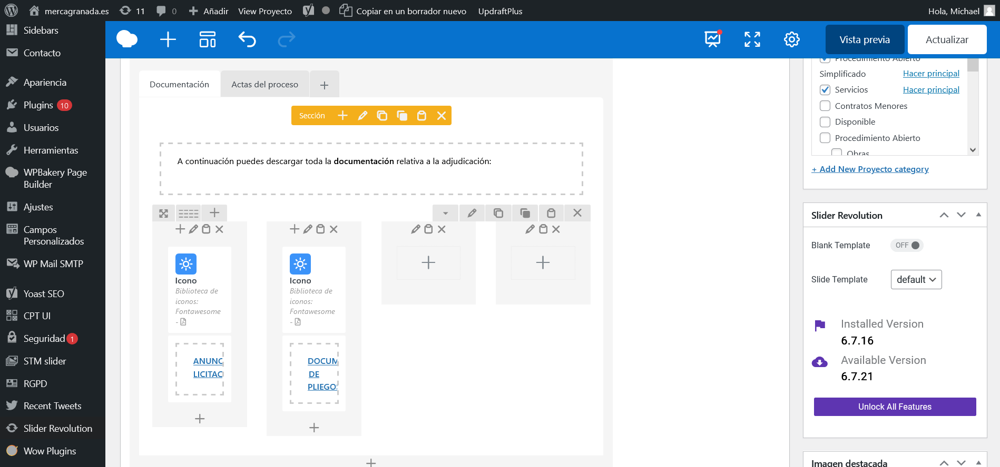 mercagranada.es
11
0
Añadir
View Proyecto
Copiar en un borrador nuevo
UpdraftPlus
Hola, Michael
Sidebars
Contacto
Apariencia
Plugins 10
Usuarios
Herramientas
WPBakery Page
Builder
Ajustes
Campos
Personalizados
WP Mail SMTP
Yoast SEO
CPT UI
Seguridad 1
STM slider
RGPD
Recent Tweets
Slider Revolution
Wow Plugins
Vista previa
Actualizar
Documentación
Actas del proceso
Sección
A continuación puedes descargar toda la documentación relativa a la adjudicación:
Icono
Biblioteca de
iconos:
Fontawesome
-
ANUNC
LICITAC
Icono
Biblioteca de
iconos:
Fontawesome
-
DOCUM
DE
PLIEGOS
Procedimiento Abierto
Simplificado
Hacer principal
Servicios
Hacer principal
Contratos Menores
Disponible
Procedimiento Abierto
Obras
+ Add New Proyecto category
Slider Revolution
Blank Template
OFF
Slide Template
default
Installed Version
6.7.16
Available Version
6.7.21
Unlock All Features
Imagen destacada